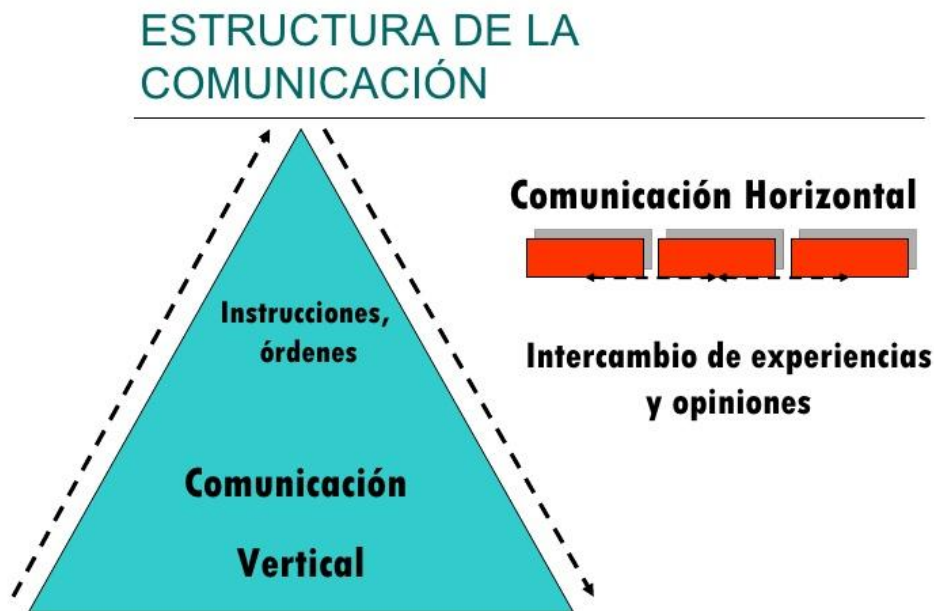 ESTRUCTURA DE LA
COMUNICACIÓN
Instrucciones,
órdenes
Comunicación
Vertical
Comunicación Horizontal
Intercambio de experiencias
y opiniones